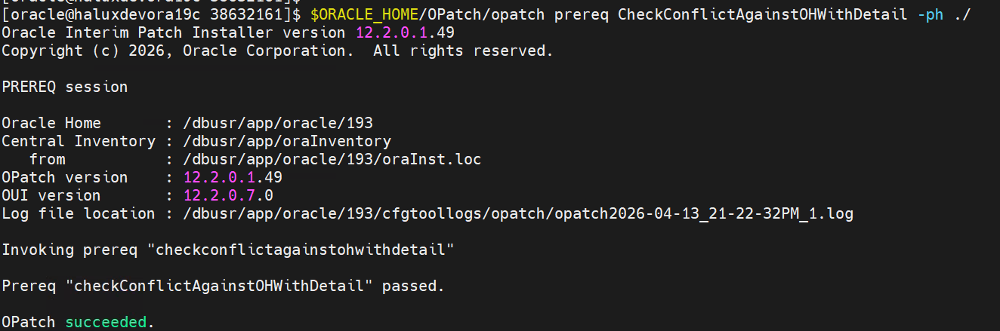 [oracle@haluxdevora19c 38632161]$
[oracle@haluxdevora19c 38632161]$ $ORACLE_HOME/OPatch/opatch prereq CheckConflictAgainstOHWithDetail -ph ./
Oracle Interim Patch Installer version 12.2.0.1.49
Copyright (c) 2026, Oracle Corporation.  All rights reserved.

PREREQ session

Oracle Home       : /dbusr/app/oracle/193
Central Inventory : /dbusr/app/oraInventory
   from           : /dbusr/app/oracle/193/oraInst.loc
OPatch version    : 12.2.0.1.49
OUI version       : 12.2.0.7.0
Log file location : /dbusr/app/oracle/193/cfgtoollogs/opatch/opatch2026-04-13_21-22-32PM_1.log

Invoking prereq "checkconflictagainstohwithdetail"

Prereq "checkConflictAgainstOHWithDetail" passed.

OPatch succeeded.